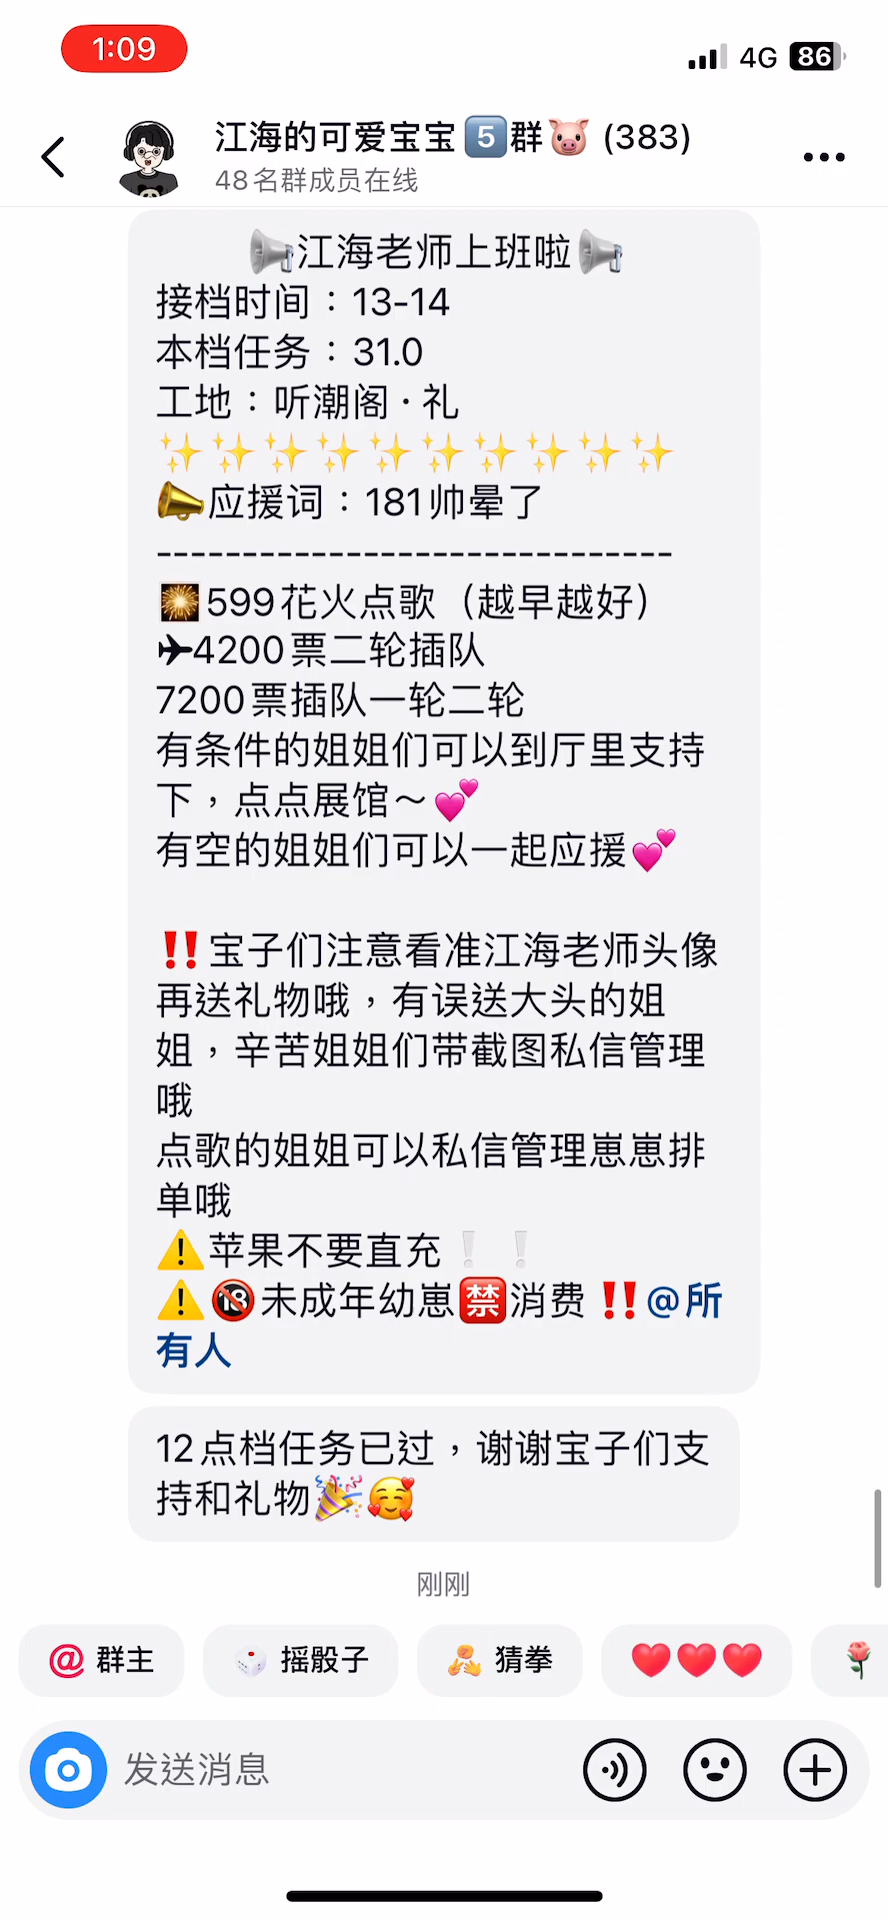 1:09
4G 86
江海的可爱宝宝5️⃣群🐷 (383)
48名群成员在线
📢江海老师上班啦📢
接档时间：13-14
本档任务：31.0
工地：听潮阁·礼
✨✨✨✨✨✨✨✨✨✨
📣应援词：181帅晕了
------------------------------
🎇599花火点歌（越早越好）
✈4200票二轮插队
7200票插队一轮二轮
有条件的姐姐们可以到厅里支持
下，点点展馆～💕
有空的姐姐们可以一起应援💕
‼️宝子们注意看准江海老师头像
再送礼物哦，有误送大头的姐
姐，辛苦姐姐们带截图私信管理
哦
点歌的姐姐可以私信管理崽崽排
单哦
⚠️苹果不要直充❕❕
⚠️🔞未成年幼崽🈲消费‼️@所
有人
12点档任务已过，谢谢宝子们支
持和礼物🎉🥰
刚刚
@ 群主
🎲 摇骰子
猜拳
❤️❤️❤️
🌹
发送消息